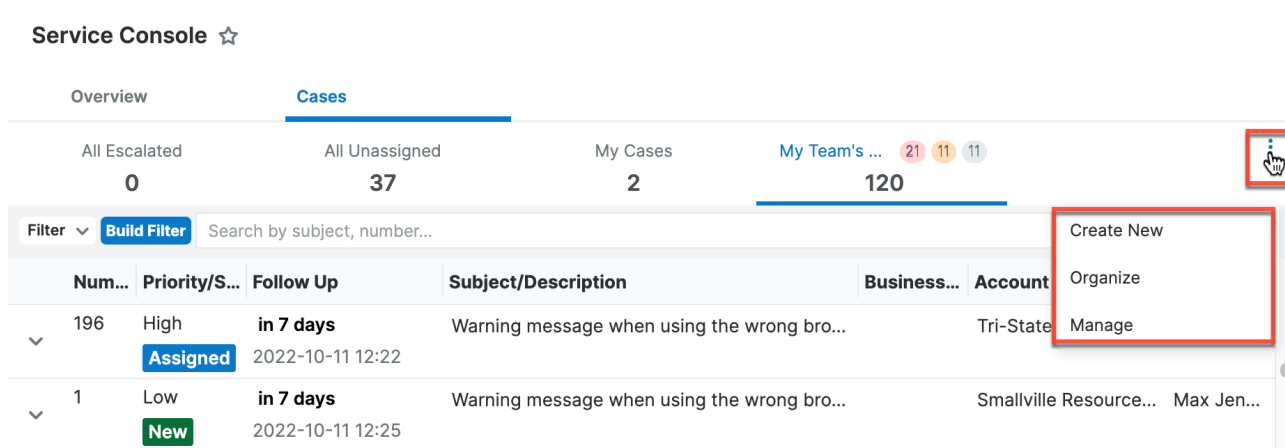 Service Console
Overview Cases
All Escalated All Unassigned My Cases My Team's ... 21 11 11
0 37 2 120
Filter Build Filter Search by subject, number... Create New
Num... Priority/S... Follow Up Subject/Description Business... Account Organize
196 High in 7 days Warning message when using the wrong bro... Tri-State Manage
Assigned 2022-10-11 12:22
1 Low in 7 days Warning message when using the wrong bro... Smallville Resource... Max Jen...
New 2022-10-11 12:25